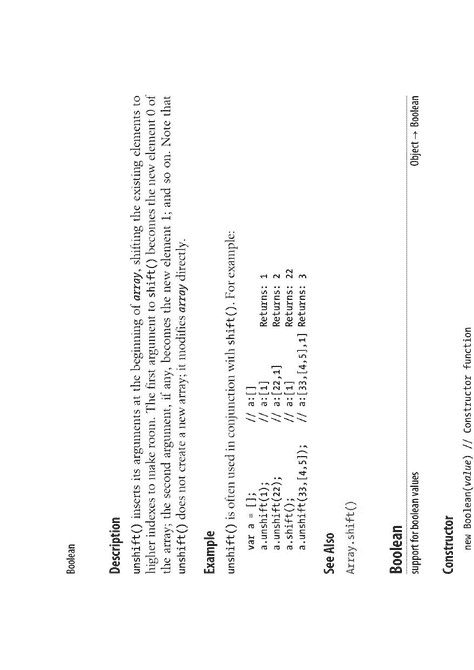 Boolean
Description
unshift() inserts its arguments at the beginning of array, shifting the existing elements to
higher indexes to make room. The first argument to shift() becomes the new element 0 of
the array; the second argument, if any, becomes the new element 1; and so on. Note that
unshift() does not create a new array; it modifies array directly.
Example
unshift() is often used in conjunction with shift(). For example:
var a = []; // a:[]
a.unshift(1); // a:[1] Returns: 1
a.unshift(22); // a:[22,1] Returns: 2
a.shift(); // a:[1] Returns: 22
a.unshift(33,[4,5]); // a:[33,[4,5],1] Returns: 3
See Also
Array.shift()
Boolean
support for boolean values Object → Boolean
Constructor
new Boolean(value) // Constructor function